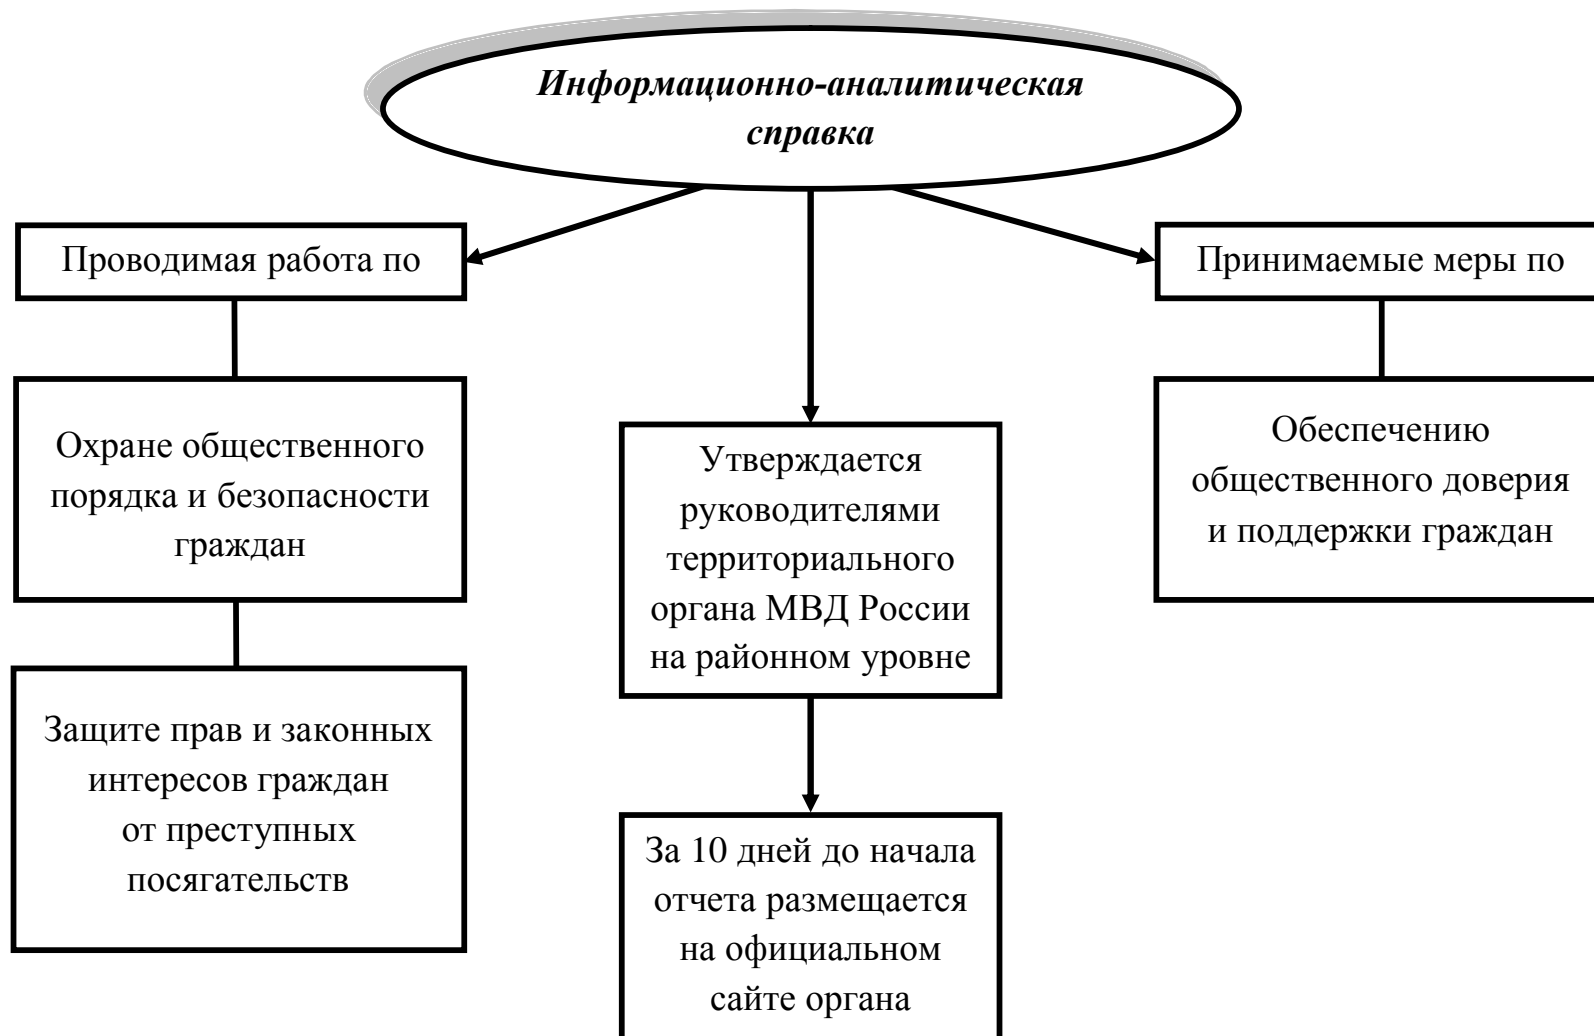 Информационно-аналитическая
справка
Проводимая работа по
Принимаемые меры по
Охране общественного
порядка и безопасности
граждан
Утверждается
руководителями
территориального
органа МВД России
на районном уровне
Обеспечению
общественного доверия
и поддержки граждан
Защите прав и законных
интересов граждан
от преступных
посягательств
За 10 дней до начала
отчета размещается
на официальном
сайте органа